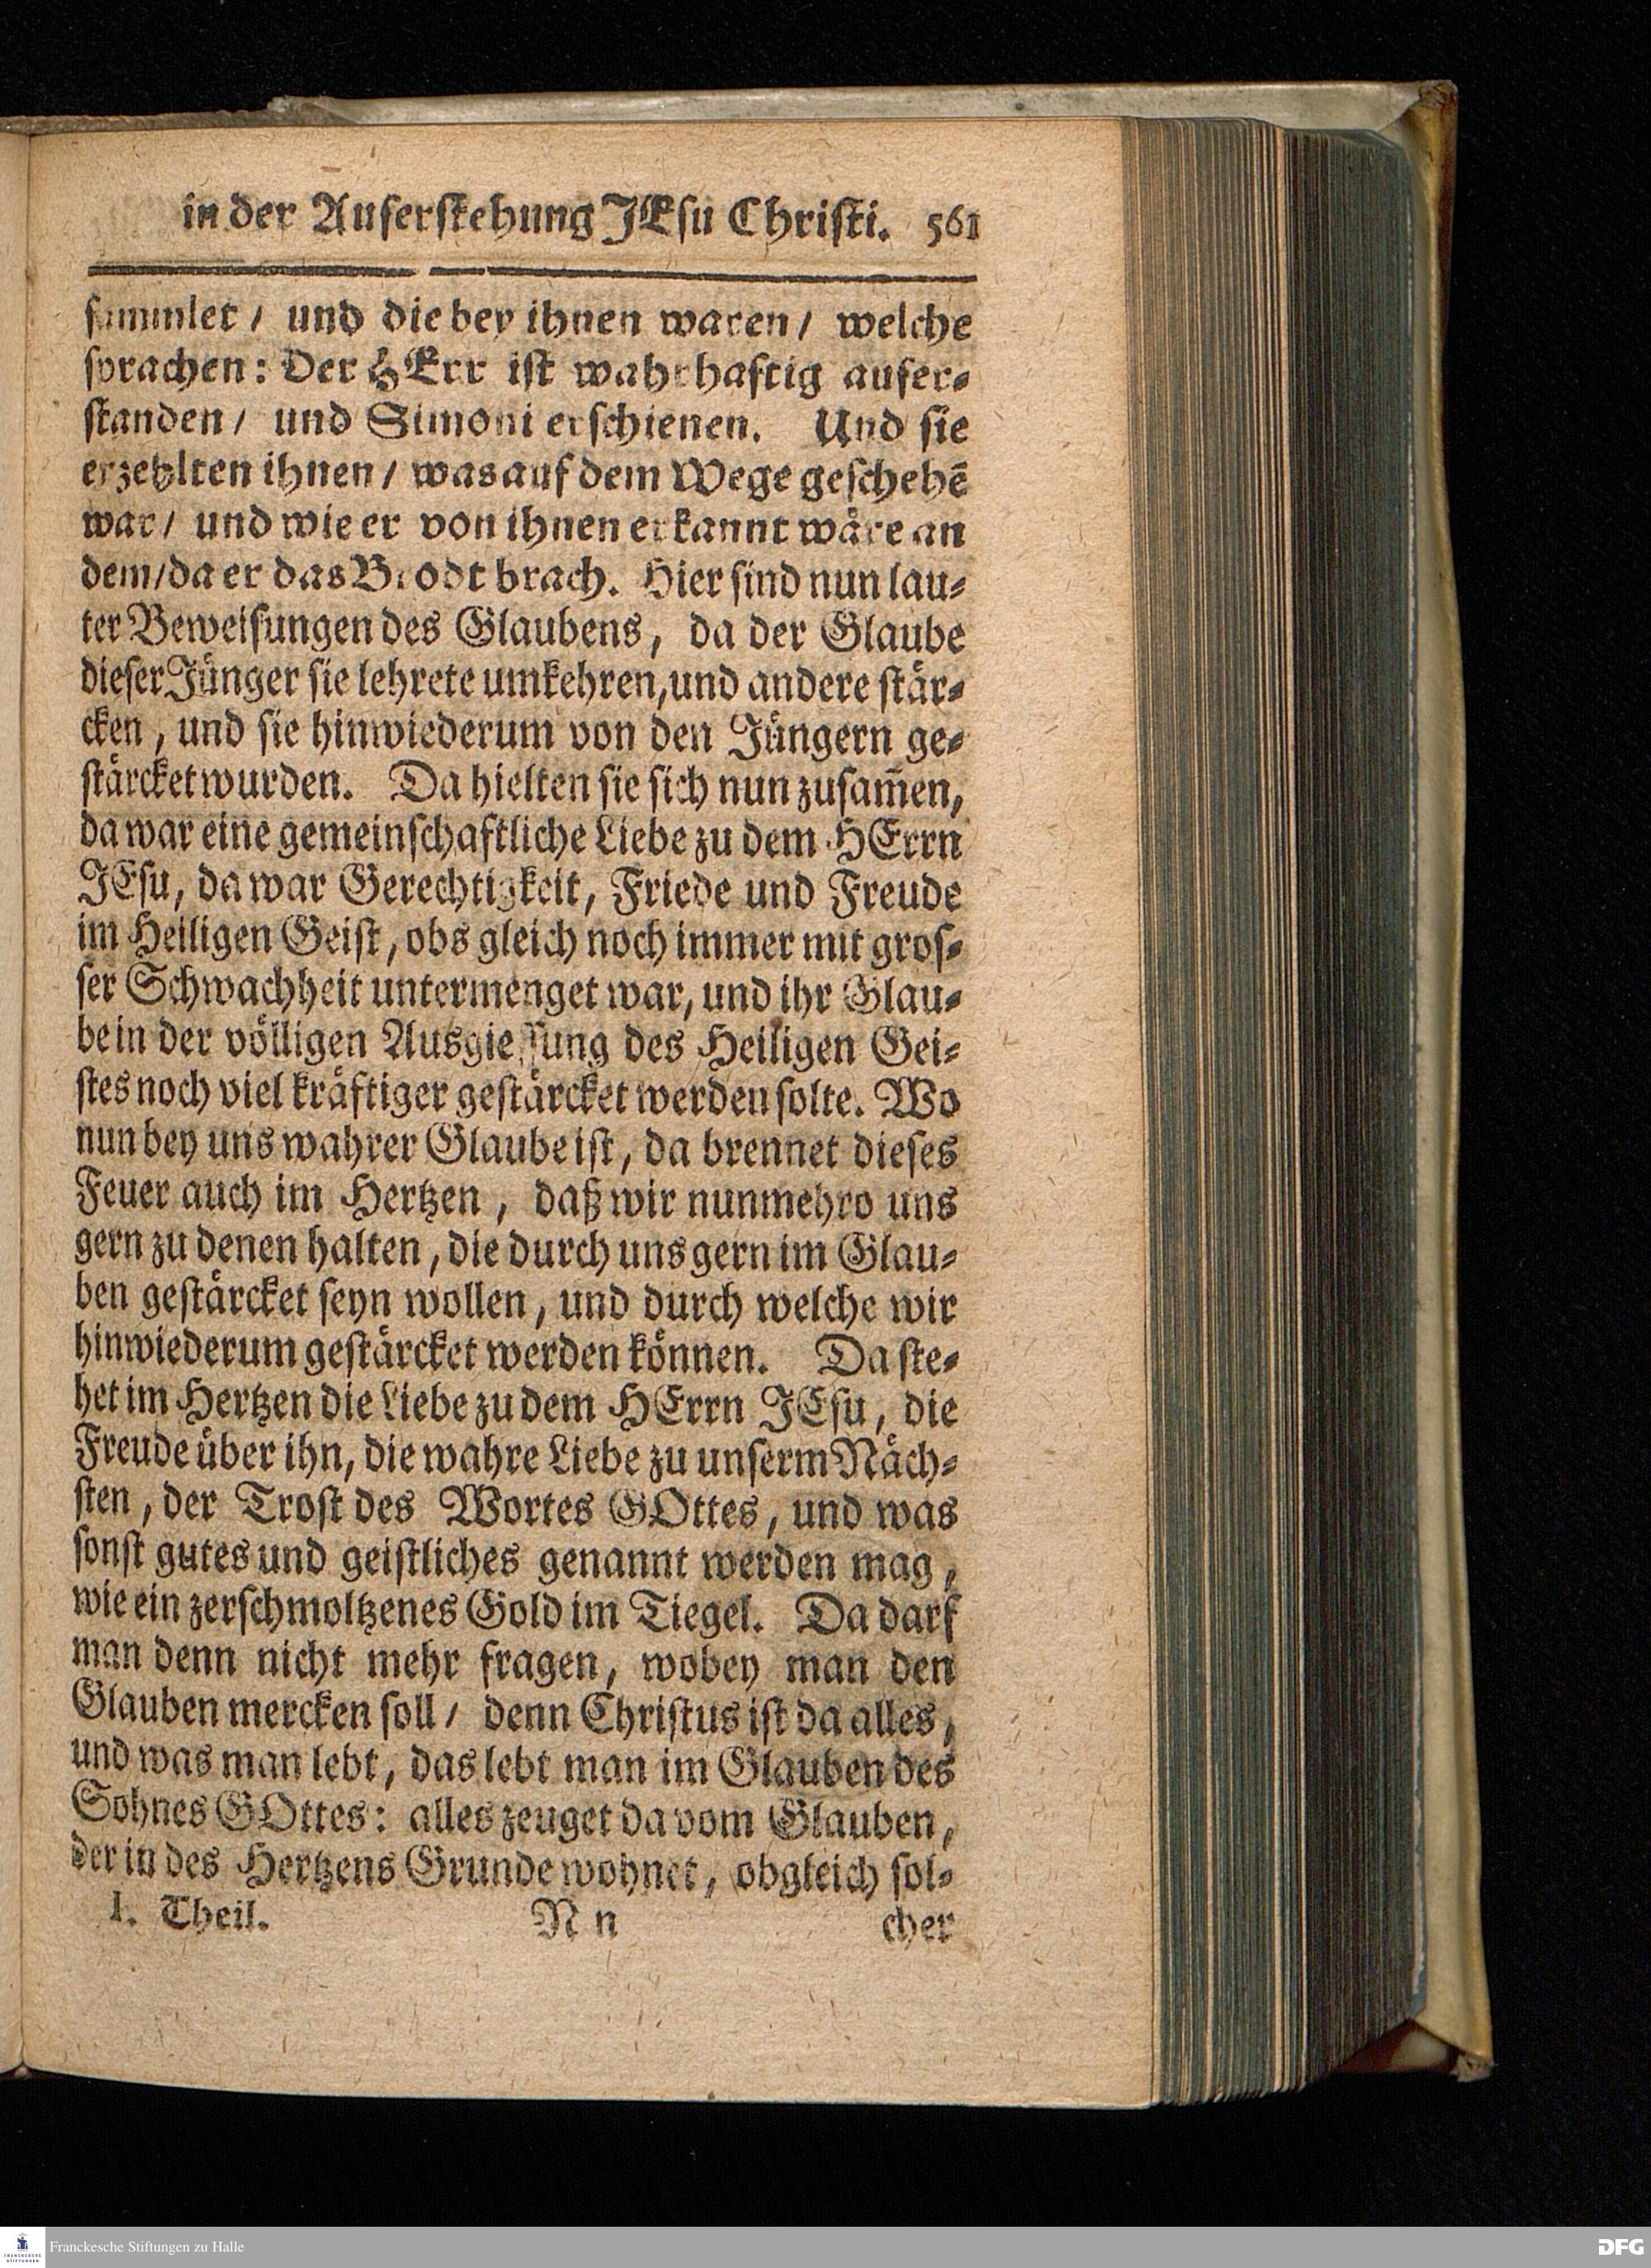 in der Auferstehung JEsu Christi. 561
sammlet / und die bey ihnen waren / welche
sprachen: Der HErr ist wahrhaftig aufer-
standen / und Simoni erschienen. Und sie
erzehlten ihnen / was auf dem Wege gescheh&#x113;
war / und wie er von ihnen erkannt wäre an
dem / da er das Brodt brach. Hier sind nun lau-
ter Beweisungen des Glaubens, da der Glaube
dieser Jünger sie lehrete umkehren, und andere stär-
cken, und sie hinwiederum von den Jüngern ge-
stärcket wurden. Da hielten sie sich nun zusam̄en,
da war eine gemeinschaftliche Liebe zu dem HErrn
JEsu, da war Gerechtigkeit, Friede und Freude
im Heiligen Geist, obs gleich noch immer mit gros-
ser Schwachheit untermenget war, und ihr Glau-
be in der völligen Ausgiessung des Heiligen Gei-
stes noch viel kräftiger gestärcket werden solte. Wo
nun bey uns wahrer Glaube ist, da brennet dieses
Feuer auch im Hertzen, daß wir nunmehro uns
gern zu denen halten, die durch uns gern im Glau-
ben gestärcket seyn wollen, und durch welche wir
hinwiederum gestärcket werden können. Da ste-
het im Hertzen die Liebe zu dem HErrn JEsu, die
Freude über ihn, die wahre Liebe zu unserm Näch-
sten, der Trost des Wortes GOttes, und was
sonst gutes und geistliches genannt werden mag,
wie ein zerschmoltzenes Gold im Tiegel. Da darf
man denn nicht mehr fragen, wobey man den
Glauben mercken soll / denn Christus ist da alles,
und was man lebt, das lebt man im Glauben des
Sohnes GOttes: alles zeuget da vom Glauben,
der in des Hertzens Grunde wohnet, obgleich sol-
I. Theil. N n cher
Franckesche Stiftungen zu Halle
FRANCKESCHE STIFTUNGEN
DFG